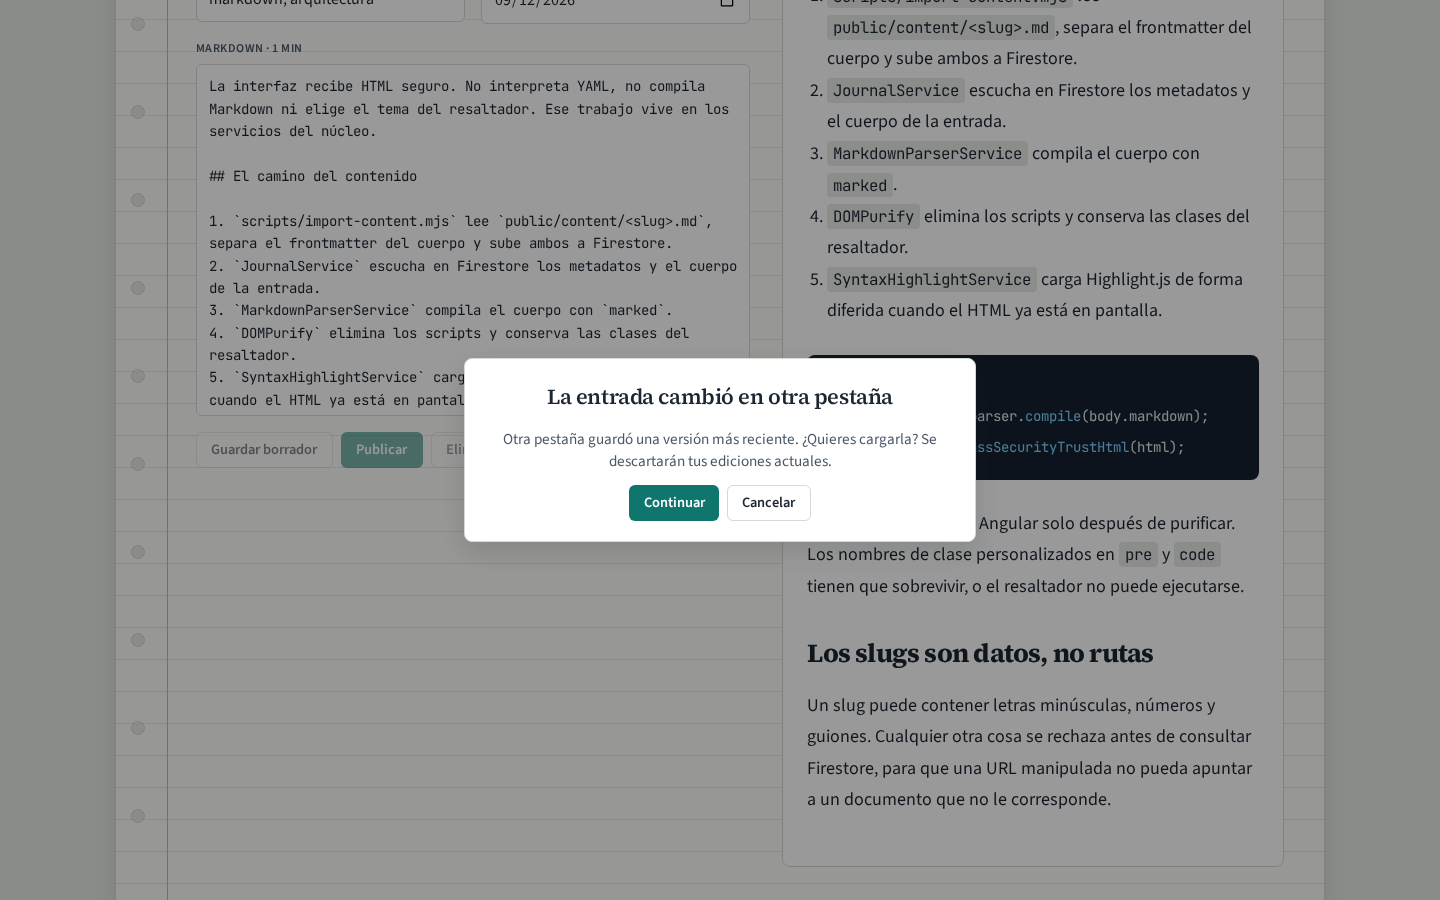 markdown, arquitectura
09/12/2026
MARKDOWN · 1 MIN
La interfaz recibe HTML seguro. No interpreta YAML, no compila
Markdown ni elige el tema del resaltador. Ese trabajo vive en los
servicios del núcleo.
## El camino del contenido
1. `scripts/import-content.mjs` lee `public/content/<slug>.md`,
separa el frontmatter del cuerpo y sube ambos a Firestore.
2. `JournalService` escucha en Firestore los metadatos y el cuerpo
de la entrada.
3. `MarkdownParserService` compila el cuerpo con `marked`.
4. `DOMPurify` elimina los scripts y conserva las clases del
resaltador.
5. `SyntaxHighlightService` carg
cuando el HTML ya está en pantal
Guardar borrador
Publicar
Elin
La entrada cambió en otra pestaña
Otra pestaña guardó una versión más reciente. ¿Quieres cargarla? Se
descartarán tus ediciones actuales.
Continuar
Cancelar
1. scripts/import-content.mjs lee
public/content/<slug>.md, separa el frontmatter del
cuerpo y sube ambos a Firestore.
2. JournalService escucha en Firestore los metadatos y
el cuerpo de la entrada.
3. MarkdownParserService compila el cuerpo con
marked.
4. DOMPurify elimina los scripts y conserva las clases del
resaltador.
5. SyntaxHighlightService carga Highlight.js de forma
diferida cuando el HTML ya está en pantalla.
arser.compile(body.markdown);
ssSecurityTrustHtml(html);
Angular solo después de purificar.
Los nombres de clase personalizados en pre y code
tienen que sobrevivir, o el resaltador no puede ejecutarse.
Los slugs son datos, no rutas
Un slug puede contener letras minúsculas, números y
guiones. Cualquier otra cosa se rechaza antes de consultar
Firestore, para que una URL manipulada no pueda apuntar
a un documento que no le corresponde.